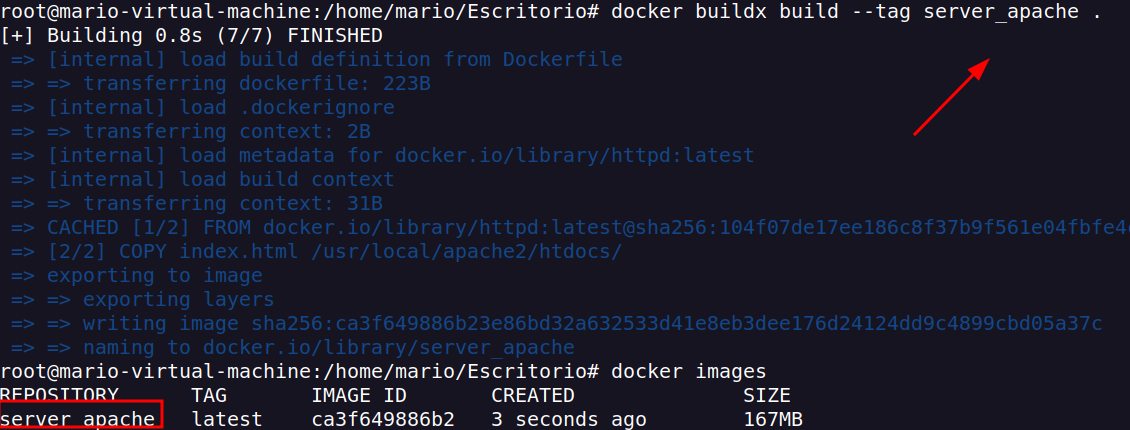 root@mario-virtual-machine:/home/mario/Escritorio# docker buildx build --tag server_apache .
[+] Building 0.8s (7/7) FINISHED
=> [internal] load build definition from Dockerfile
=> => transferring dockerfile: 223B
=> [internal] load .dockerignore
=> => transferring context: 2B
=> [internal] load metadata for docker.io/library/httpd:latest
=> [internal] load build context
=> => transferring context: 31B
=> CACHED [1/2] FROM docker.io/library/httpd:latest@sha256:104f07de17ee186c8f37b9f561e04fbfe4
=> [2/2] COPY index.html /usr/local/apache2/htdocs/
=> exporting to image
=> => exporting layers
=> => writing image sha256:ca3f649886b23e86bd32a632533d41e8eb3dee176d24124dd9c4899cbd05a37c
=> => naming to docker.io/library/server_apache
root@mario-virtual-machine:/home/mario/Escritorio# docker images
REPOSITORY TAG IMAGE ID CREATED SIZE
server_apache latest ca3f649886b2 3 seconds ago 167MB